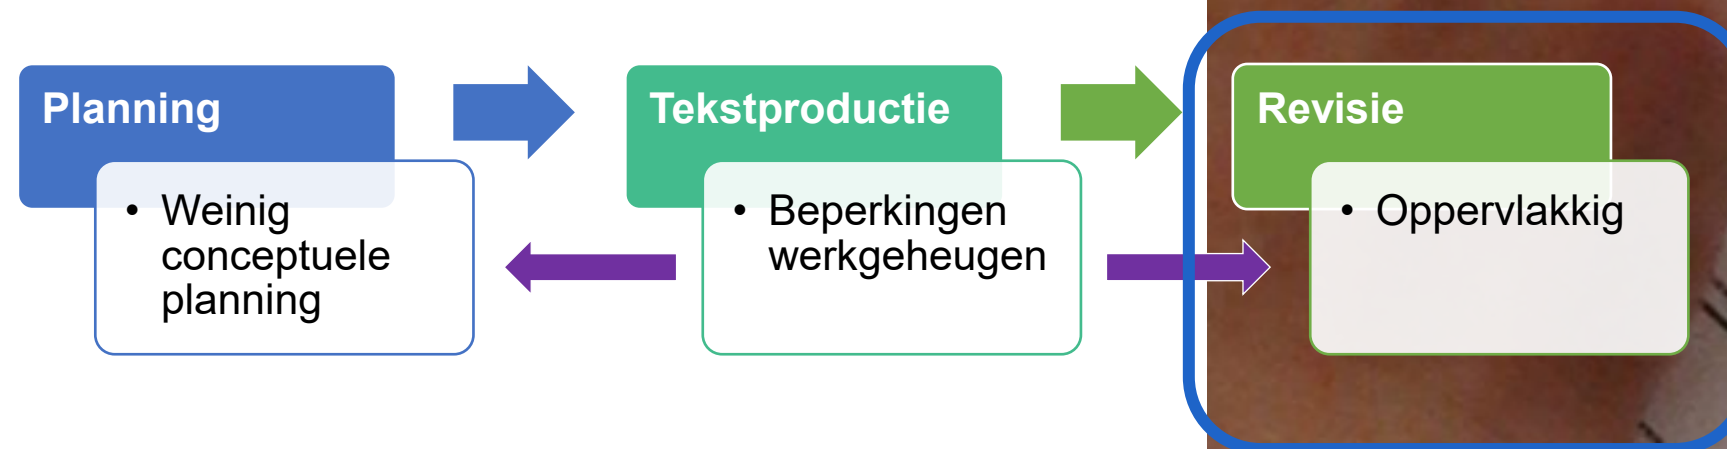 Planning
• Weinig
conceptuele
planning
Tekstproductie
• Beperkingen
werkgeheugen
Revisie
• Oppervlakkig